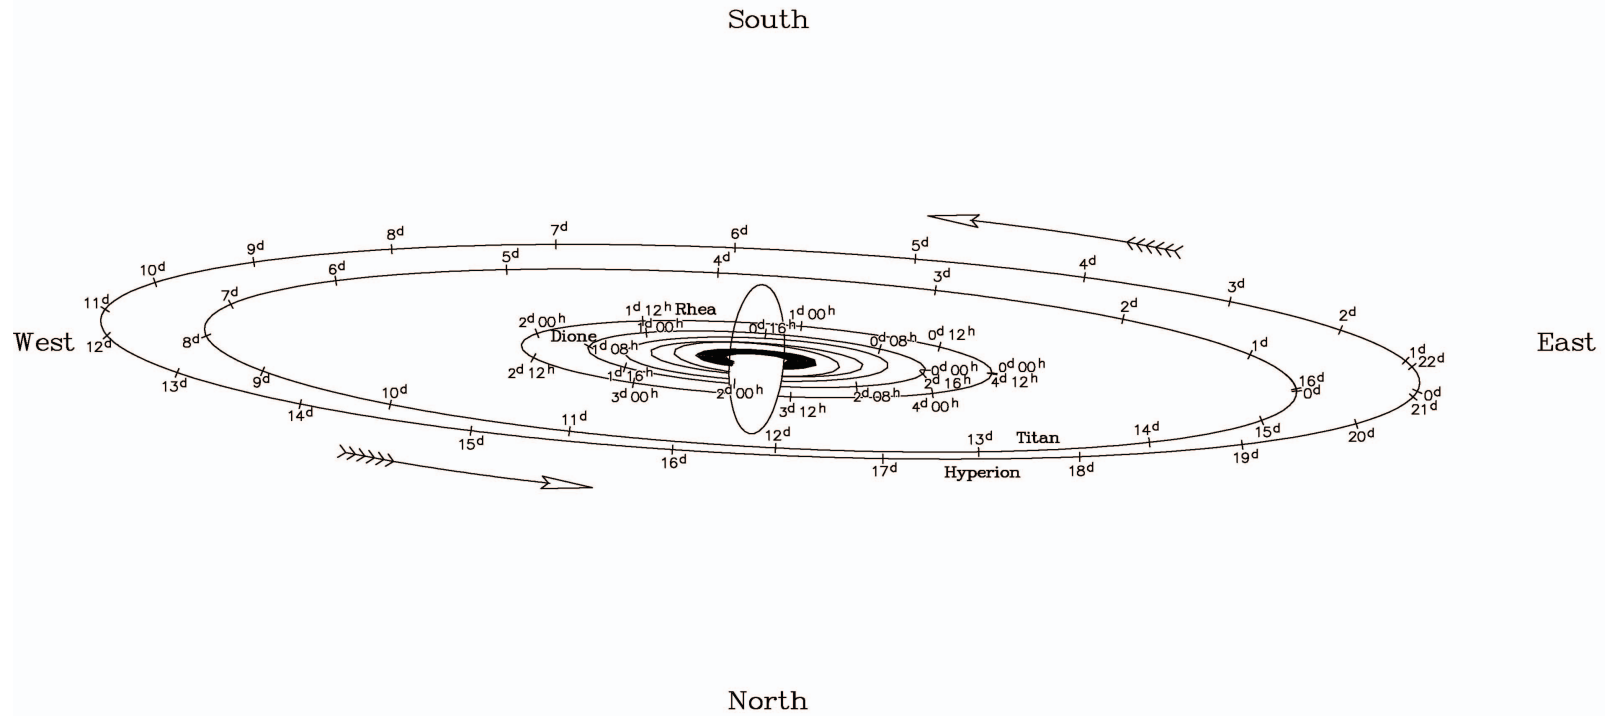 South
7d
6d
8d
5d
9d
4d
10d
6d
5d
4d
3d
3d
11d
7d
2d
2d
1d 12h Rhea
1d 00h
2d 00h
1d 00h
0d 16h
0d 08h
0d 12h
West
12d
8d
Dione
1d 08h
1d
1d
22d
East
2d 12h
1d 16h
0d 00h
0d 00h
13d
9d
2d 16h
4d 12h
16d
0d
3d 00h
2d 00h
2d 08h
0d
21d
10d
3d 12h
4d 00h
14d
11d
15d
12d
13d
Titan
14d
15d
20d
16d
17d
Hyperion
18d
19d
North